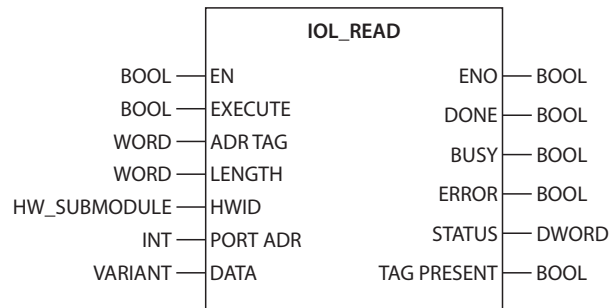 IOL_READ
BOOL EN ENO BOOL
BOOL EXECUTE DONE BOOL
WORD ADR TAG BUSY BOOL
WORD LENGTH ERROR BOOL
HW_SUBMODULE HWID STATUS DWORD
INT PORT ADR TAG PRESENT BOOL
VARIANT DATA